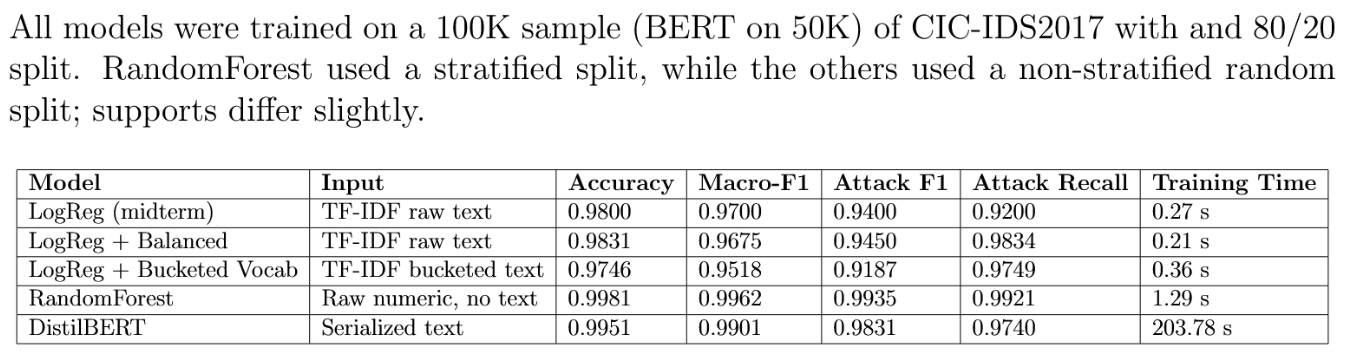 All models were trained on a 100K sample (BERT on 50K) of CIC-IDS2017 with and 80/20
split. RandomForest used a stratified split, while the others used a non-stratified random
split; supports differ slightly.
Model Input Accuracy Macro-F1 Attack F1 Attack Recall Training Time
LogReg (midterm) TF-IDF raw text 0.9800 0.9700 0.9400 0.9200 0.27 s
LogReg + Balanced TF-IDF raw text 0.9831 0.9675 0.9450 0.9834 0.21 s
LogReg + Bucketed Vocab TF-IDF bucketed text 0.9746 0.9518 0.9187 0.9749 0.36 s
RandomForest Raw numeric, no text 0.9981 0.9962 0.9935 0.9921 1.29 s
DistilBERT Serialized text 0.9951 0.9901 0.9831 0.9740 203.78 s